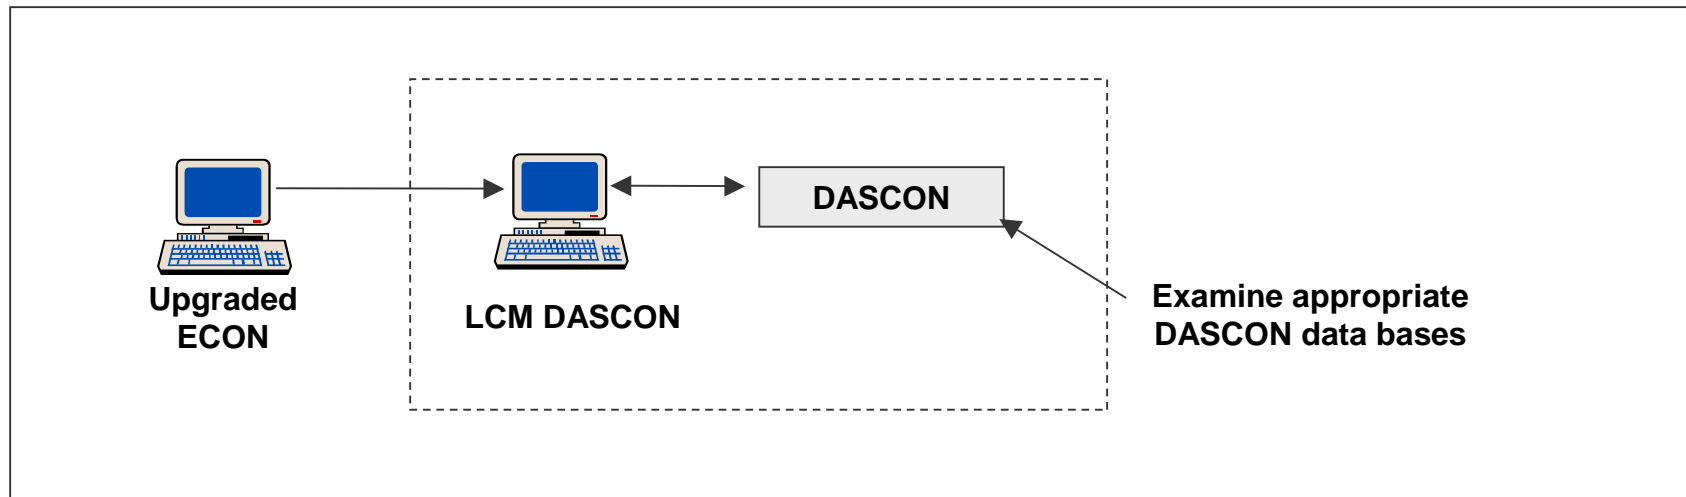 DASCON
Upgraded
ECON
LCM DASCON
Examine appropriate
DASCON data bases